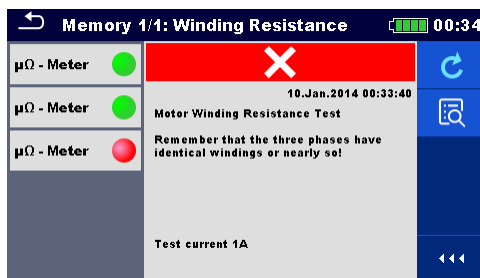 Memory 1/1: Winding Resistance
00:34
μΩ - Meter
μΩ - Meter
μΩ - Meter
10.Jan.2014 00:33:40
Motor Winding Resistance Test
Remember that the three phases have
identical windings or nearly so!
Test current 1A